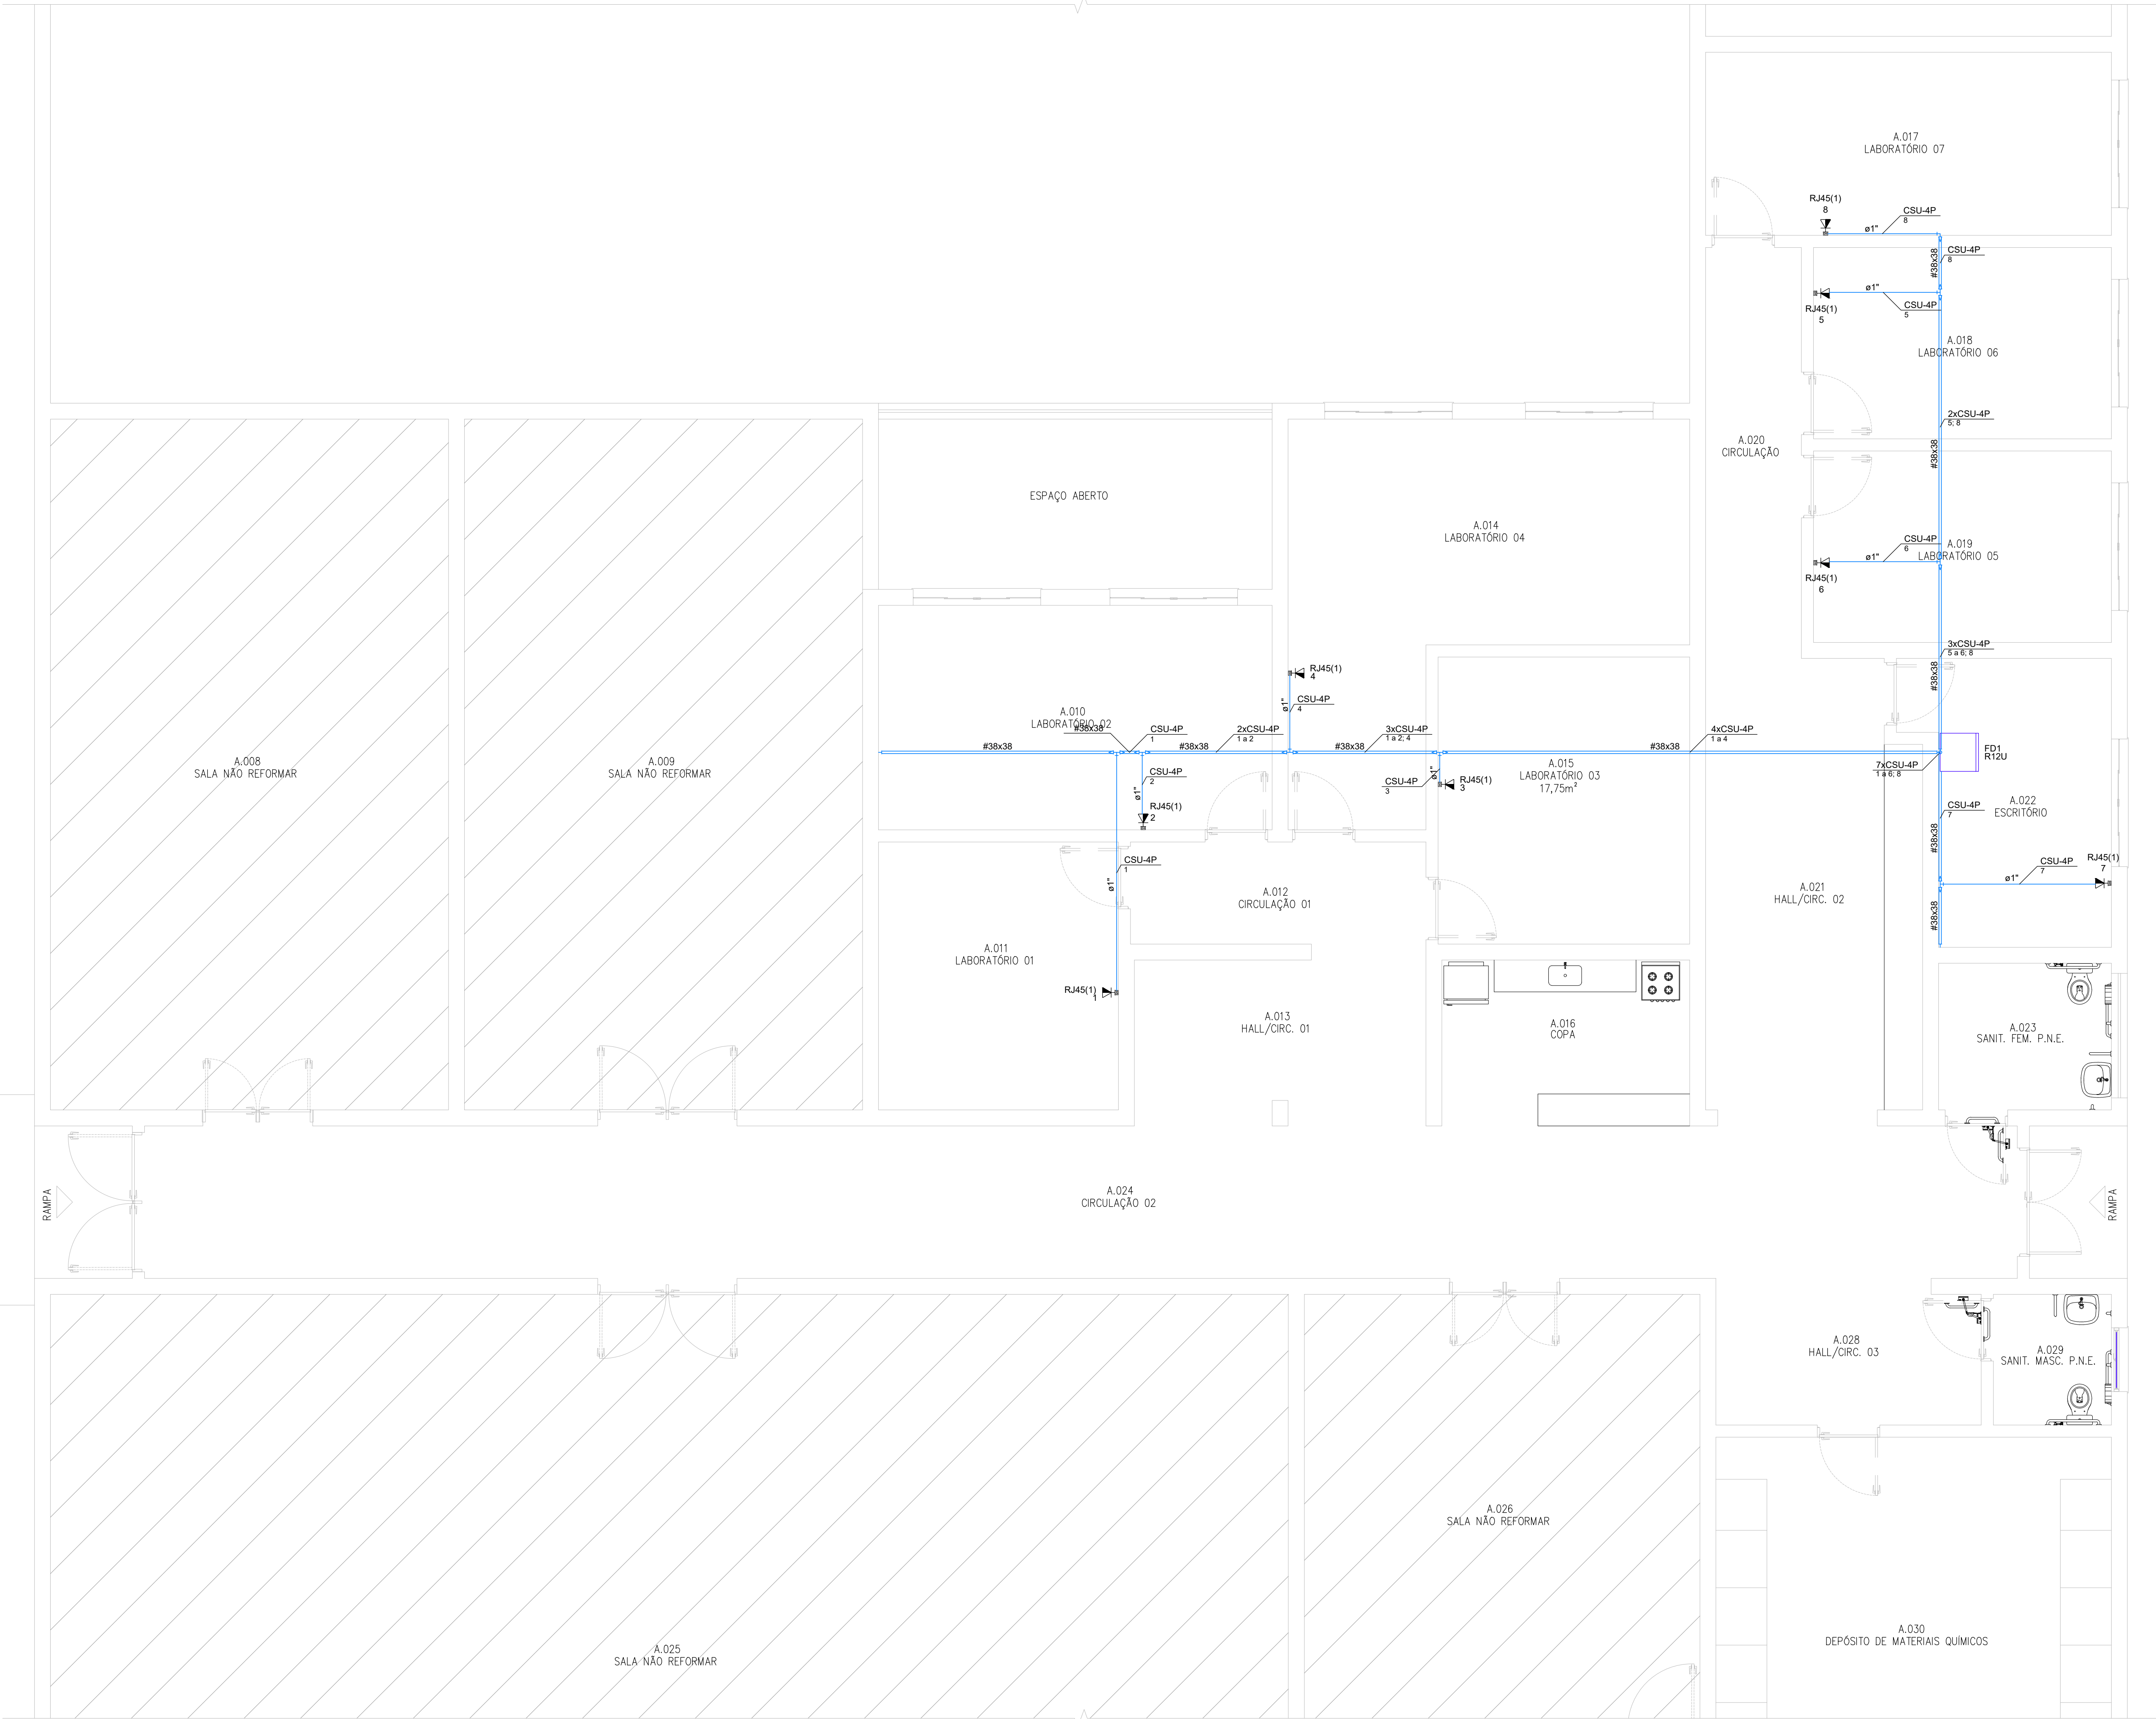 A.017
LABORATÓRIO 07
RJ45(1)
8
CSU-4P
8
ø1"
CSU-4P
8
#38x38
ø1"
RJ45(1)
5
CSU-4P
5
A.018
LABORATÓRIO 06
2xCSU-4P
5; 8
#38x38
A.020
CIRCULAÇÃO
ESPAÇO ABERTO
A.014
LABORATÓRIO 04
CSU-4P
6
ø1"
A.019
LABORATÓRIO 05
RJ45(1)
6
3xCSU-4P
5 a 6; 8
#38x38
RJ45(1)
4
CSU-4P
4
ø1"
A.010
LABORATÓRIO 02
#38x38
CSU-4P
1
2xCSU-4P
1 a 2
3xCSU-4P
1 a 2; 4
4xCSU-4P
1 a 4
#38x38
#38x38
#38x38
#38x38
FD1
R12U
7xCSU-4P
1 a 6; 8
A.008
SALA NÃO REFORMAR
A.009
SALA NÃO REFORMAR
CSU-4P
2
ø1"
RJ45(1)
2
CSU-4P
3
ø1"
RJ45(1)
3
A.015
LABORATÓRIO 03
17,75m²
A.022
ESCRITÓRIO
CSU-4P
7
#38x38
CSU-4P
1
ø1"
CSU-4P
7
ø1"
RJ45(1)
7
#38x38
A.012
CIRCULAÇÃO 01
A.021
HALL/CIRC. 02
A.011
LABORATÓRIO 01
RJ45(1)
1
A.013
HALL/CIRC. 01
A.016
COPA
A.023
SANIT. FEM. P.N.E.
RAMPA
A.024
CIRCULAÇÃO 02
RAMPA
A.028
HALL/CIRC. 03
A.029
SANIT. MASC. P.N.E.
A.026
SALA NÃO REFORMAR
A.025
SALA NÃO REFORMAR
A.030
DEPÓSITO DE MATERIAIS QUÍMICOS